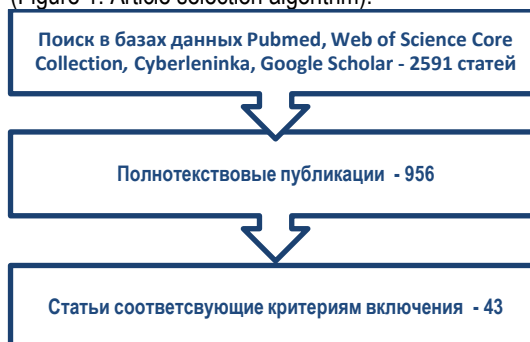 (Figure 1. Article selection algorithm).
Поиск в базах данных Pubmed, Web of Science Core
Collection, Cyberleninka, Google Scholar - 2591 статей
Полнотекстовые публикации - 956
Статьи соответсвующие критериям включения - 43